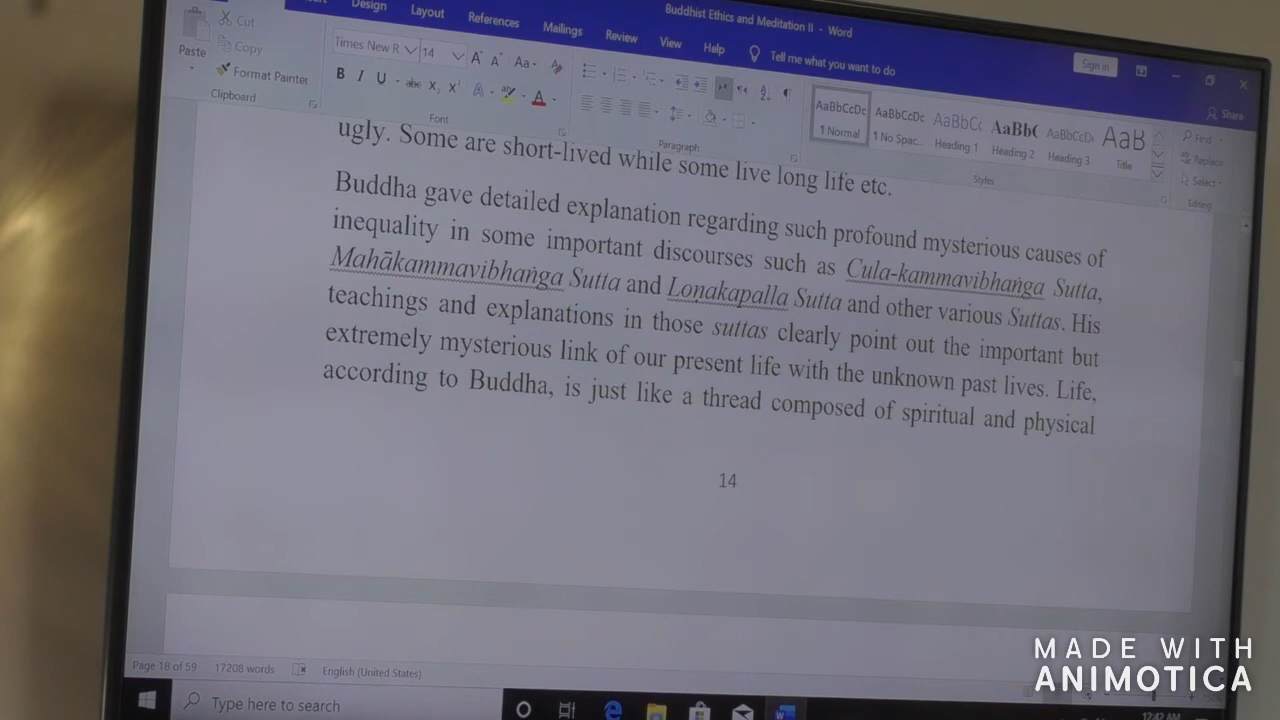 Buddhist Ethics and Meditation II - Word
Design Layout References Mailings Review View Help Tell me what you want to do
Sign in
Share
Cut
Copy
Paste
Format Painter
Clipboard
Times New R 14
Font
Paragraph
AaBbCcDc AaBbCcDc AaBbCc AaBb( AaBbCcD AaB
¶ Normal ¶ No Spac... Heading 1 Heading 2 Heading 3 Title
Styles
Find
Replace
Select
Editing
ugly. Some are short-lived while some live long life etc.
Buddha gave detailed explanation regarding such profound mysterious causes of
inequality in some important discourses such as Cula-kammavibhaṅga Sutta,
Mahākammavibhaṅga Sutta and Loṇakapalla Sutta and other various Suttas. His
teachings and explanations in those suttas clearly point out the important but
extremely mysterious link of our present life with the unknown past lives. Life,
according to Buddha, is just like a thread composed of spiritual and physical
14
Page 18 of 59 17208 words English (United States)
Type here to search
12:42 AM
MADE WITH
ANIMOTICA